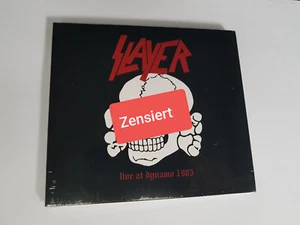 SLAYER
Zensiert
live at dynamo 1985